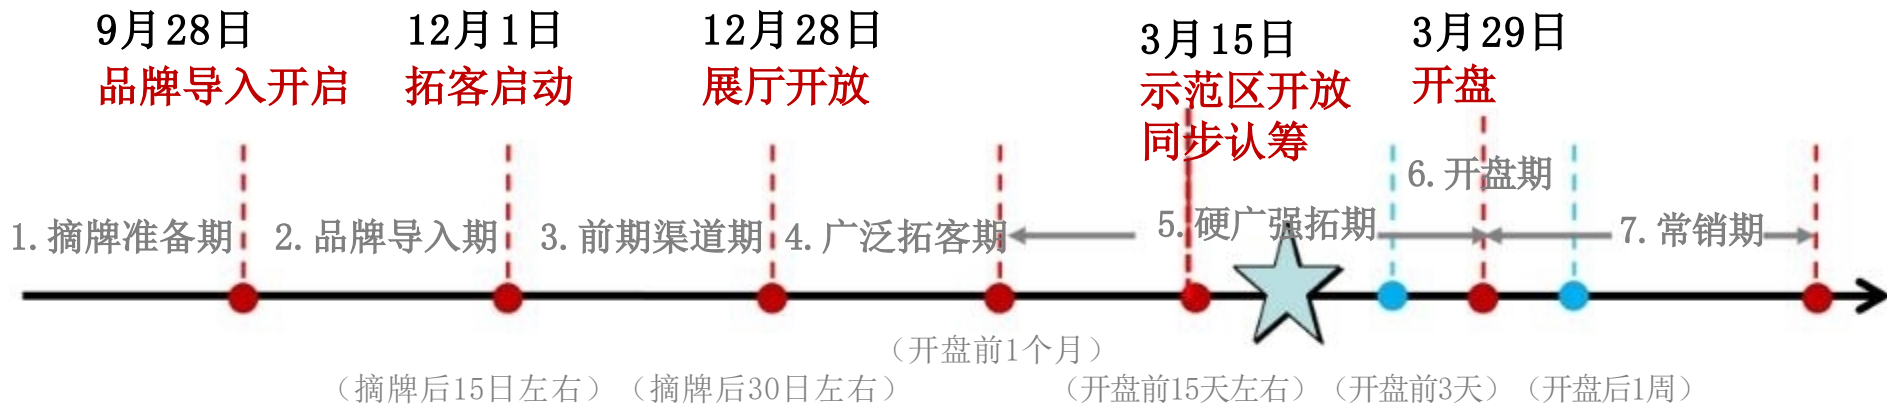 9月28日
品牌导入开启
12月1日
拓客启动
12月28日
展厅开放
3月15日
示范区开放
同步认筹
3月29日
开盘
1.摘牌准备期
2.品牌导入期
3.前期渠道期
4.广泛拓客期
5.硬广强拓期
6.开盘期
7.常销期
（开盘前1个月）
（摘牌后15日左右）
（摘牌后30日左右）
（开盘前15天左右）
（开盘前3天）
（开盘后1周）